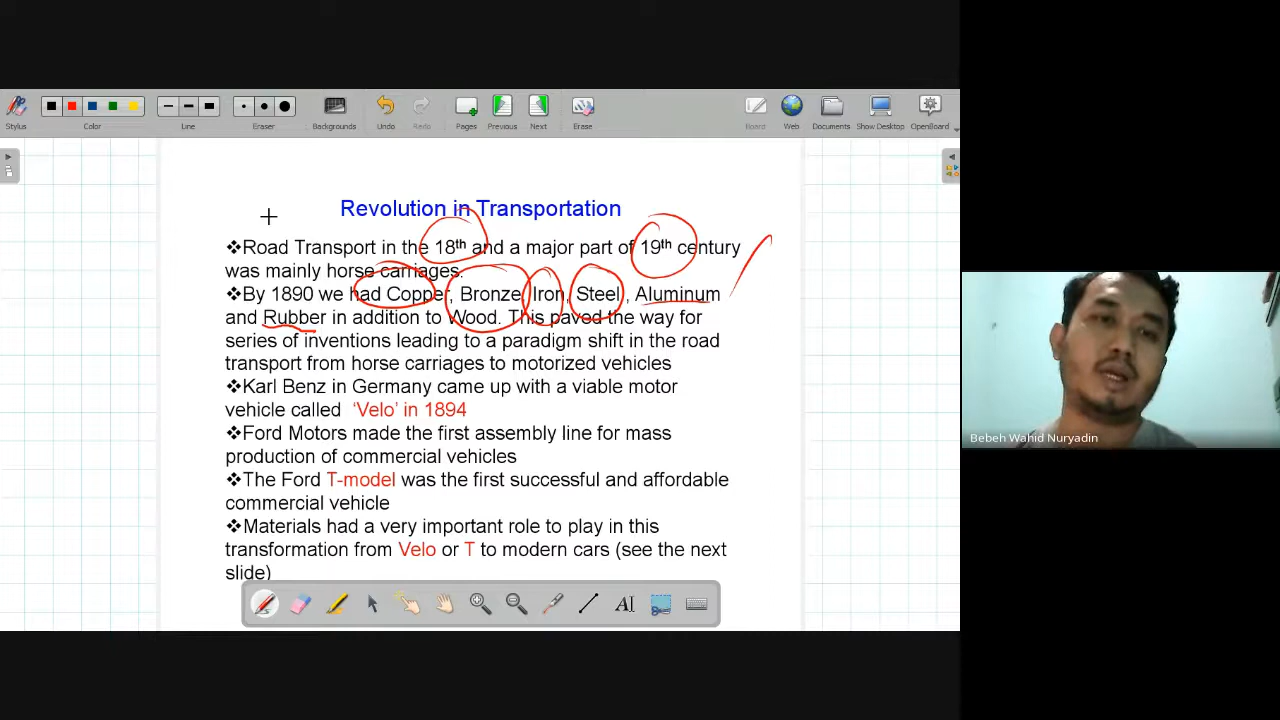 Stylus
Color
Line
Eraser
Backgrounds
Undo
Redo
Pages
Previous
Next
Erase
Board
Web
Documents
Show Desktop
OpenBoard
Revolution in Transportation
❖Road Transport in the 18th and a major part of 19th century
was mainly horse carriages.
❖By 1890 we had Copper, Bronze, Iron, Steel , Aluminum
and Rubber in addition to Wood. This paved the way for
series of inventions leading to a paradigm shift in the road
transport from horse carriages to motorized vehicles
❖Karl Benz in Germany came up with a viable motor
vehicle called ‘Velo’ in 1894
❖Ford Motors made the first assembly line for mass
production of commercial vehicles
❖The Ford T-model was the first successful and affordable
commercial vehicle
❖Materials had a very important role to play in this
transformation from Velo or T to modern cars (see the next
slide)
AI
Bebeh Wahid Nuryadin